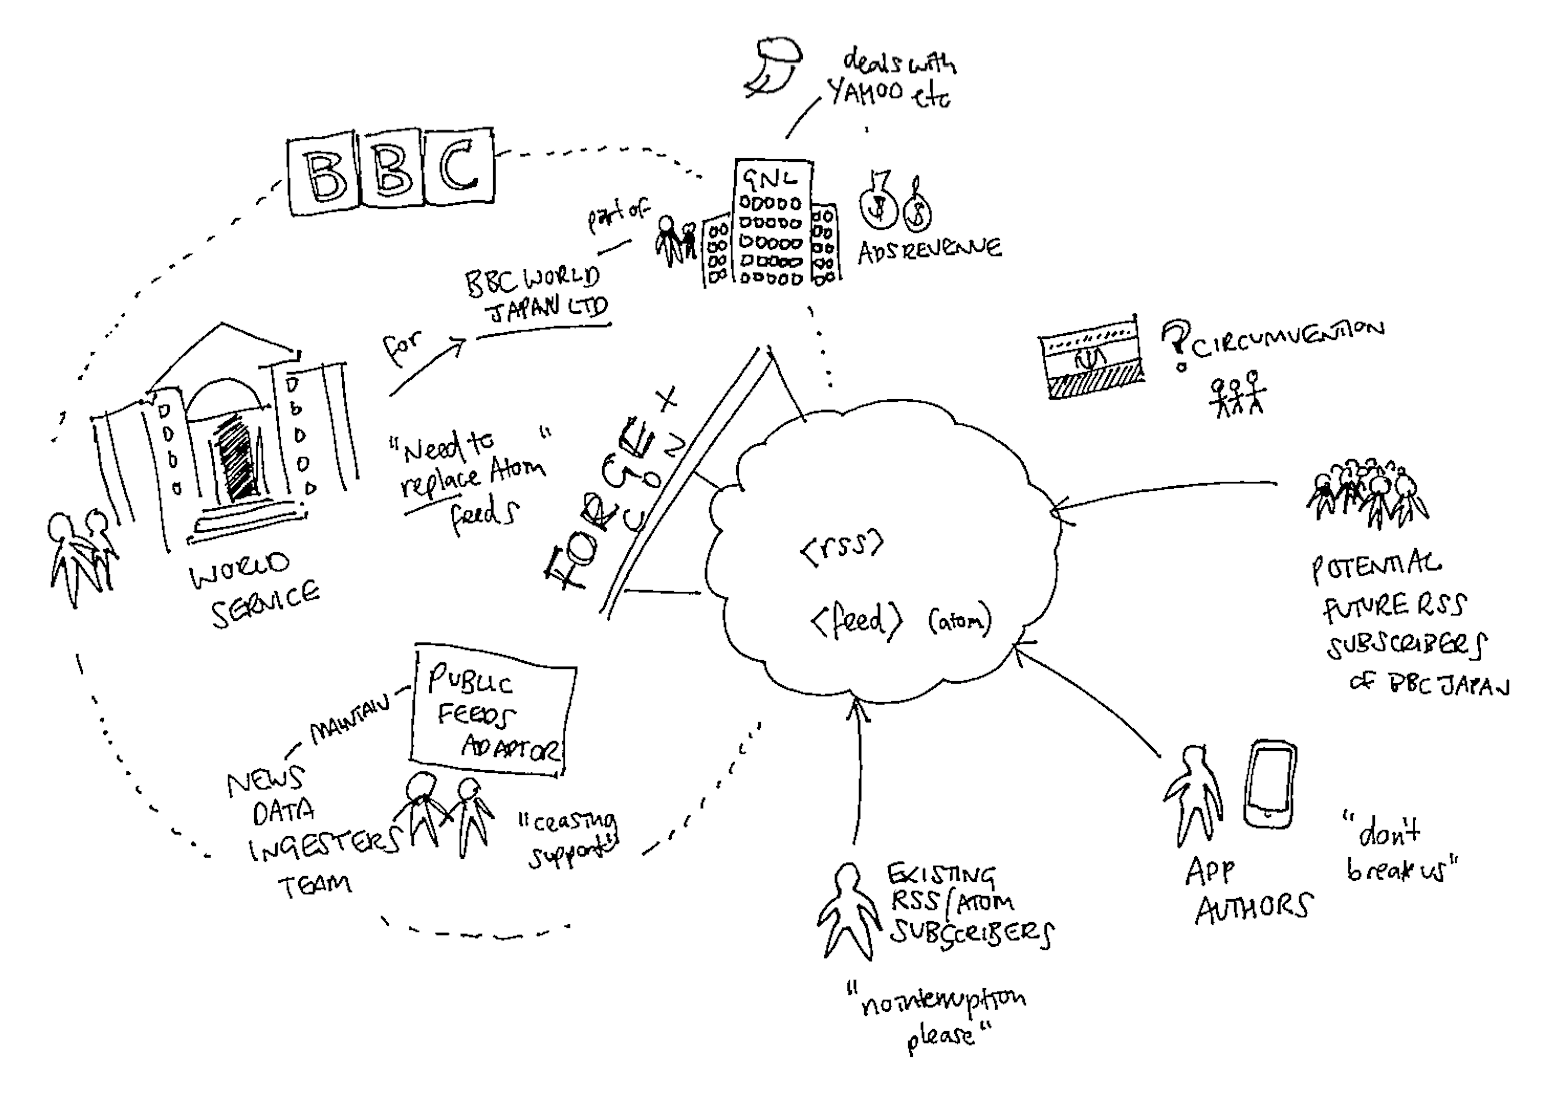 deals with
YAHOO etc
BBC
GNL
part of
ADS REVENUE
BBC WORLD
JAPAN LTD
for
? CIRCUMVENTION
"Need to"
replace Atom
feeds
FORGE
WORLD
SERVICE
<rss>
<feed> (atom)
POTENTIAL
FUTURE RSS
SUBSCRIBERS
OF BBC JAPAN
PUBLIC
FEEDS
ADAPTOR
MAINTAIN
NEWS
DATA
INGESTERS
TEAM
"ceasing
support"
EXISTING
RSS/ATOM
SUBSCRIBERS
"no interruption
please"
APP
AUTHORS
"don't
break us"